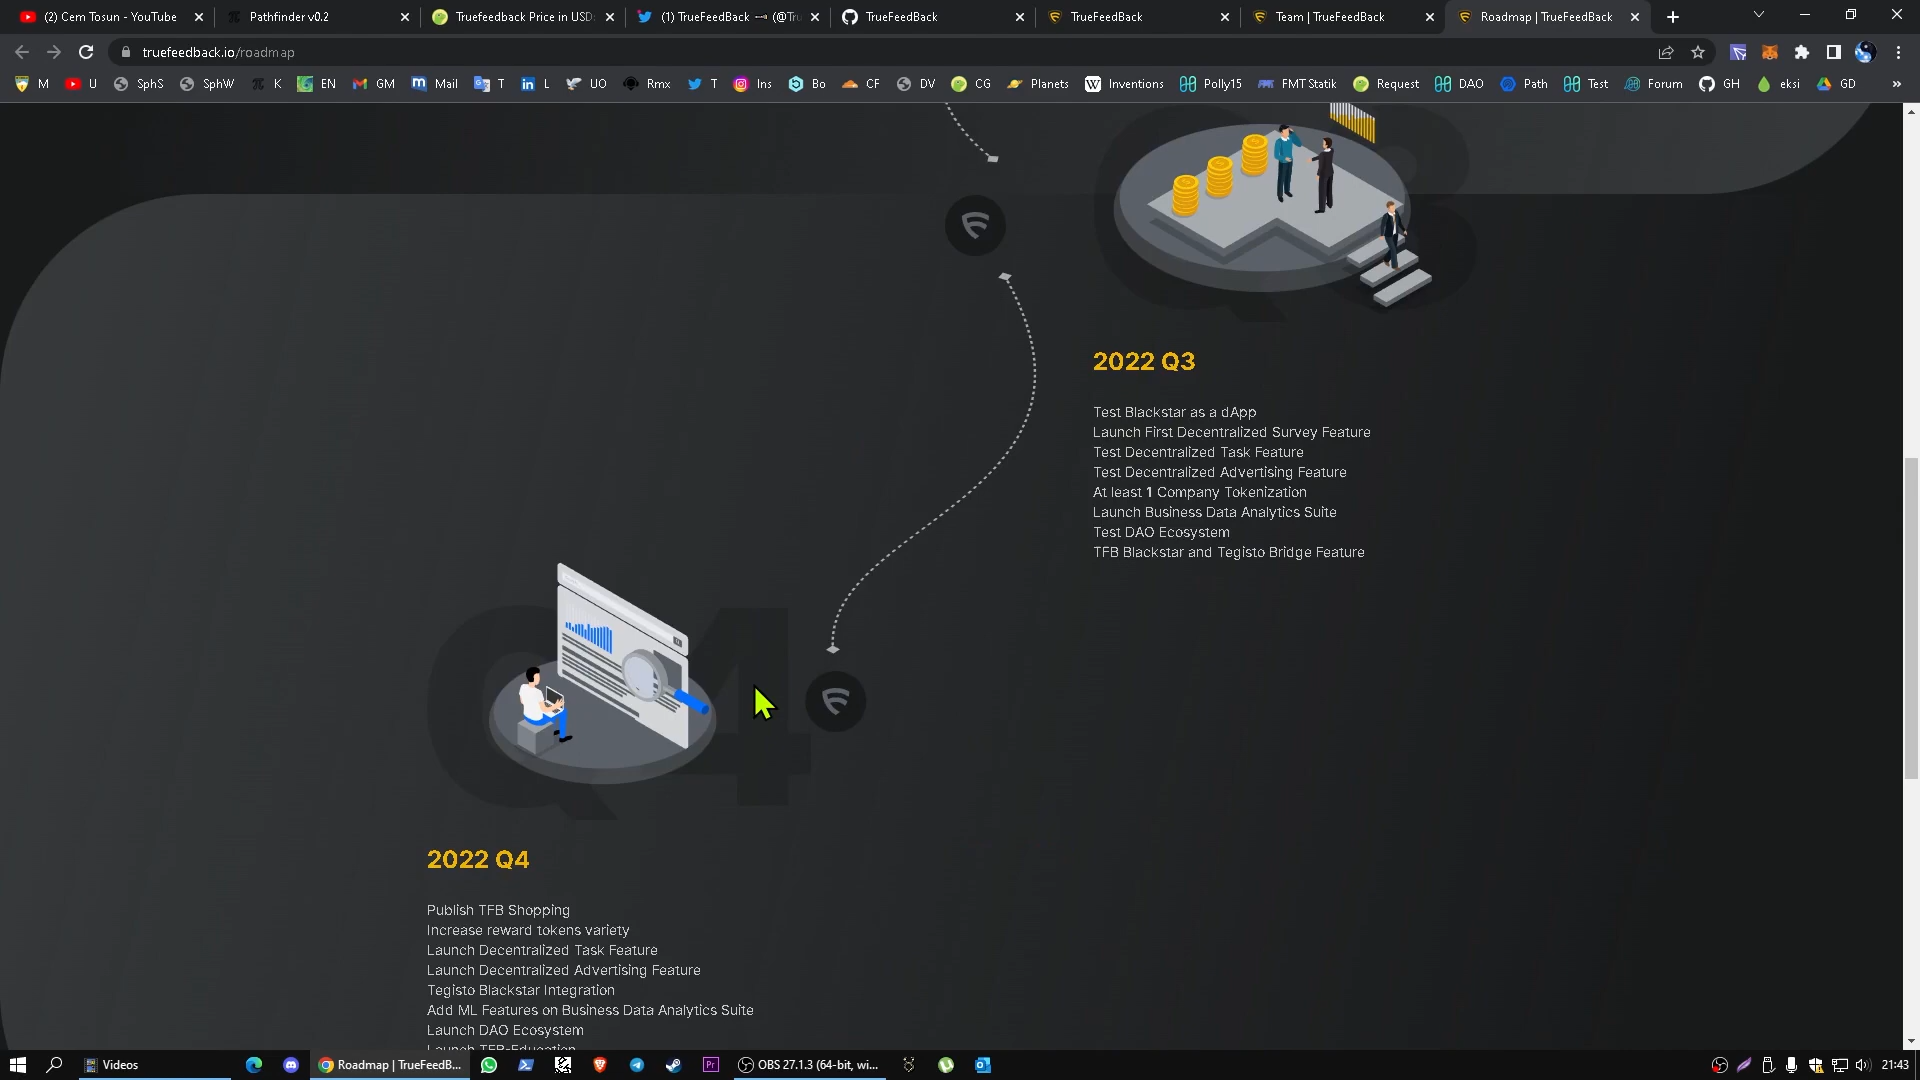 (2) Cem Tosun - YouTube
Pathfinder v0.2
Truefeedback Price in USD
(1) TrueFeedBack
TrueFeedBack
TrueFeedBack
Team | TrueFeedBack
Roadmap | TrueFeedBack
truefeedback.io/roadmap
M
U
SphS
SphW
K
EN
GM
Mail
T
L
UO
Rmx
T
Ins
Bo
CF
DV
CG
Planets
Inventions
Polly15
FMT Statik
Request
DAO
Path
Test
Forum
GH
eksi
GD
2022 Q3
Test Blackstar as a dApp
Launch First Decentralized Survey Feature
Test Decentralized Task Feature
Test Decentralized Advertising Feature
At least 1 Company Tokenization
Launch Business Data Analytics Suite
Test DAO Ecosystem
TFB Blackstar and Tegisto Bridge Feature
Q4
2022 Q4
Publish TFB Shopping
Increase reward tokens variety
Launch Decentralized Task Feature
Launch Decentralized Advertising Feature
Tegisto Blackstar Integration
Add ML Features on Business Data Analytics Suite
Launch DAO Ecosystem
Launch TFB-Education
Videos
Roadmap | TrueFeedB...
Pr
OBS 27.1.3 (64-bit, wi...
21:43